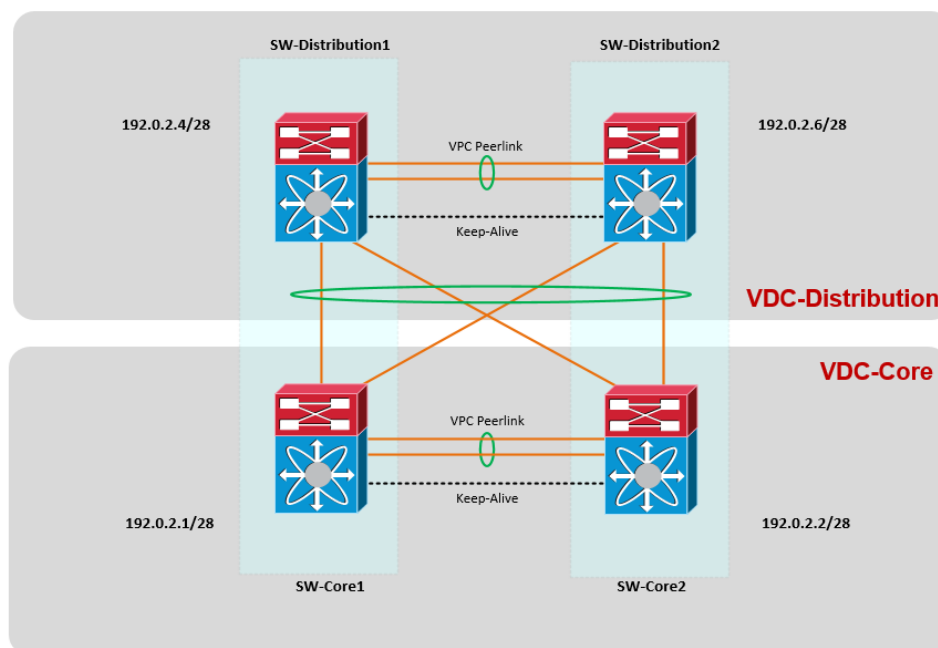 SW-Distribution1
SW-Distribution2
192.0.2.4/28
192.0.2.6/28
VPC Peerlink
Keep-Alive
VDC-Distribution
VDC-Core
VPC Peerlink
Keep-Alive
192.0.2.1/28
192.0.2.2/28
SW-Core1
SW-Core2